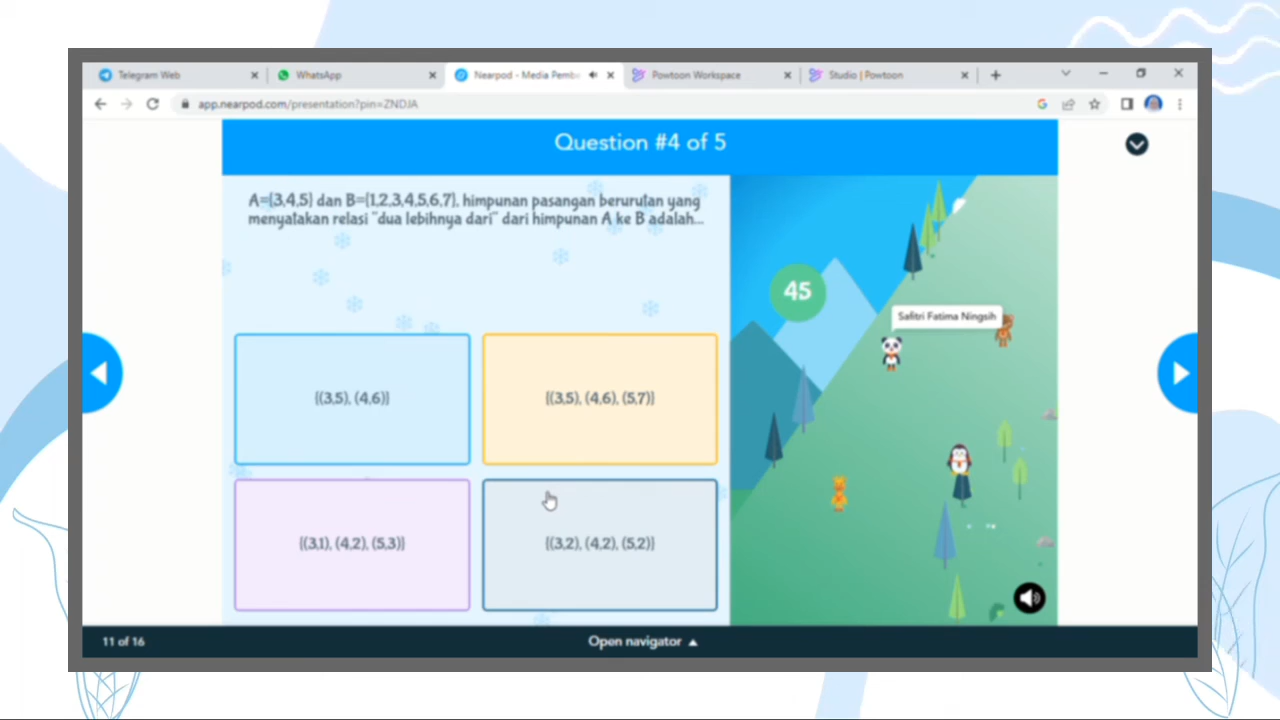 Telegram Web
WhatsApp
Nearpod - Media Pemb
Powtoon Workspace
Studio | Powtoon
app.nearpod.com/presentation?pin=ZNDJA
Question #4 of 5
A={3,4,5} dan B={1,2,3,4,5,6,7}, himpunan pasangan berurutan yang
menyatakan relasi "dua lebihnya dari" dari himpunan A ke B adalah...
45
Safitri Fatima Ningsih
{(3,5), (4,6)}
{(3,5), (4,6), (5,7)}
{(3,1), (4,2), (5,3)}
{(3,2), (4,2), (5,2)}
11 of 16
Open navigator